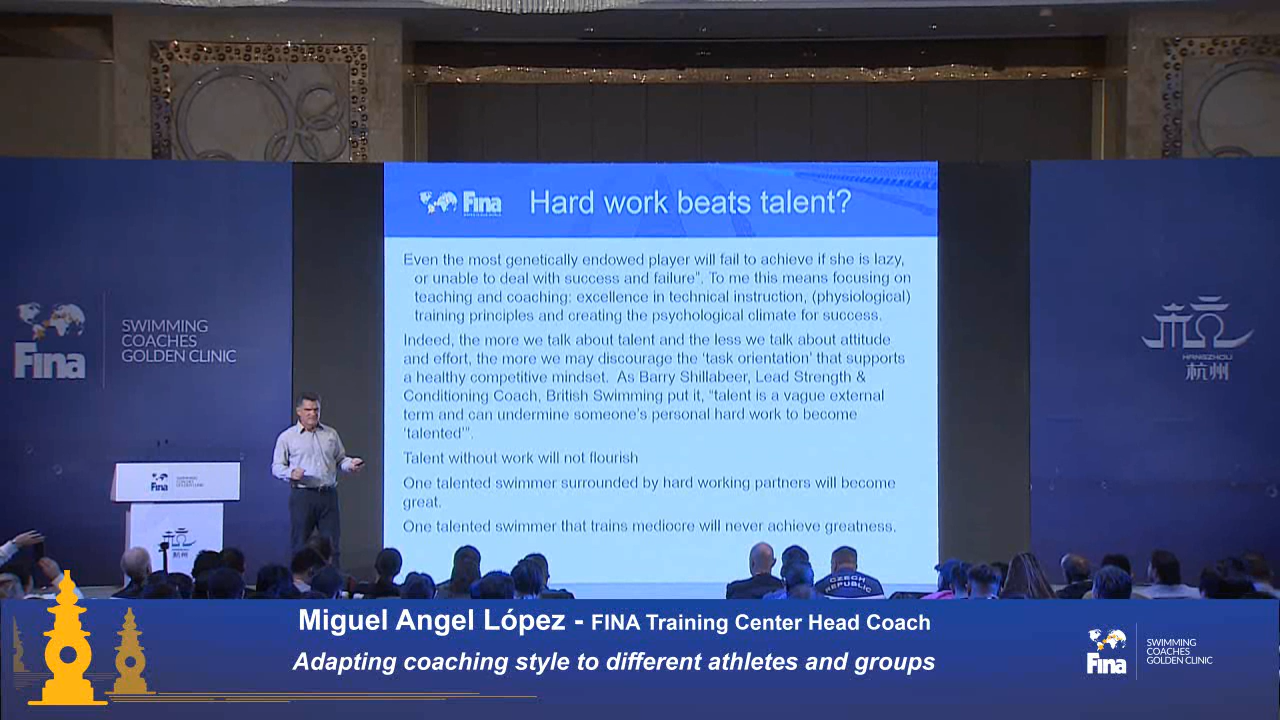 Fina
Hard work beats talent?
Even the most genetically endowed player will fail to achieve if she is lazy,
or unable to deal with success and failure”. To me this means focusing on
teaching and coaching: excellence in technical instruction, (physiological)
training principles and creating the psychological climate for success.
Indeed, the more we talk about talent and the less we talk about attitude
and effort, the more we may discourage the ‘task orientation’ that supports
a healthy competitive mindset. As Barry Shillabeer, Lead Strength &
Conditioning Coach, British Swimming put it, “talent is a vague external
term and can undermine someone’s personal hard work to become
‘talented’”.
Talent without work will not flourish
One talented swimmer surrounded by hard working partners will become
great.
One talented swimmer that trains mediocre will never achieve greatness.
Fina
SWIMMING
COACHES
GOLDEN CLINIC
HANGZHOU
杭州
Fina
SWIMMING
COACHES
GOLDEN CLINIC
杭州
CZECH
REPUBLIC
Miguel Angel López - FINA Training Center Head Coach
Adapting coaching style to different athletes and groups
Fina
SWIMMING
COACHES
GOLDEN CLINIC